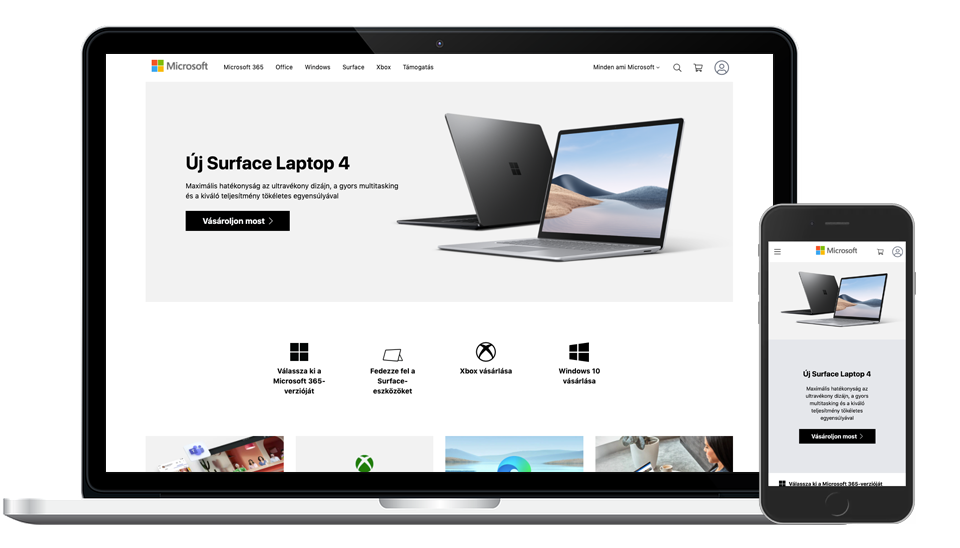 Microsoft
Microsoft 365 Office Windows Surface Xbox Támogatás
Minden ami Microsoft
Új Surface Laptop 4
Maximális hatékonyság az ultravékony dizájn, a gyors multitasking
és a kiváló teljesítmény tökéletes egyensúlyával
Vásároljon most
Válassza ki a
Microsoft 365-
verzióját
Fedezze fel a
Surface-
eszközöket
Xbox vásárlása
Windows 10
vásárlása
Microsoft
Új Surface Laptop 4
Maximális hatékonyság az
ultravékony dizájn, a gyors
multitasking és a kiváló
teljesítmény tökéletes
egyensúlyával
Vásároljon most
Válassza ki a Microsoft 365-verzióját